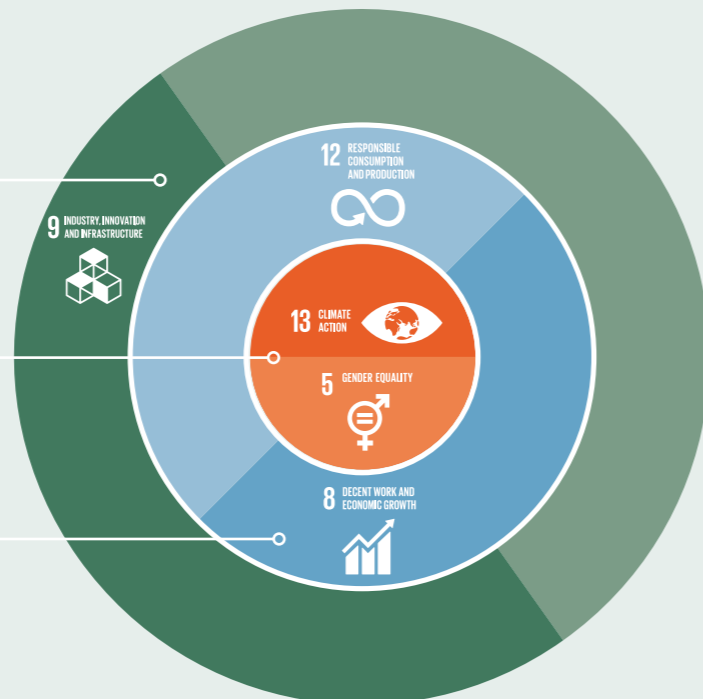 12 RESPONSIBLE
CONSUMPTION
AND PRODUCTION
9 INDUSTRY, INNOVATION
AND INFRASTRUCTURE
13 CLIMATE
ACTION
5 GENDER EQUALITY
8 DECENT WORK AND
ECONOMIC GROWTH